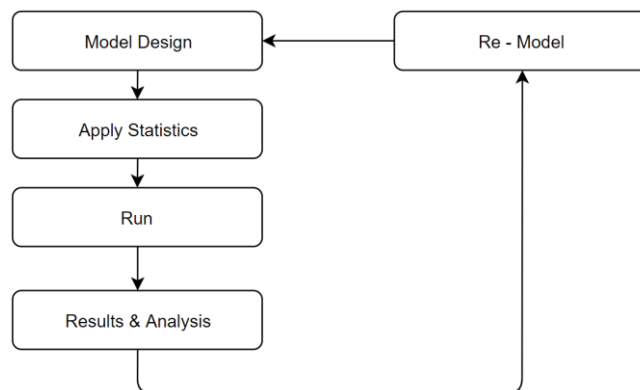 Model Design
Re - Model
Apply Statistics
Run
Results & Analysis